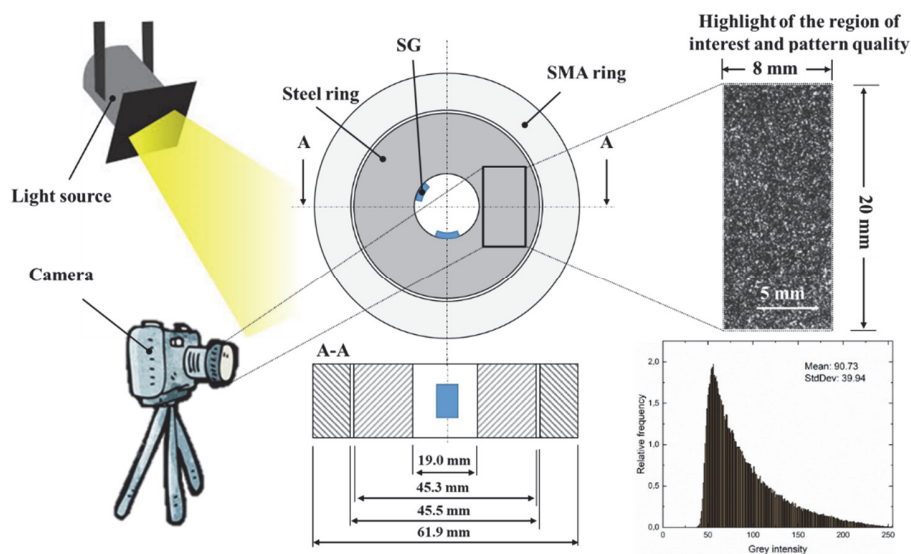 Highlight of the region of
interest and pattern quality
8 mm
SG
SMA ring
Steel ring
A
A
Light source
20 mm
5 mm
Camera
A-A
19.0 mm
45.3 mm
45.5 mm
61.9 mm
Mean: 90.73
StdDev: 39.94
Relative frequency
2,0
1,5
1,0
0,5
0,0
0
50
100
150
200
250
Grey intensity